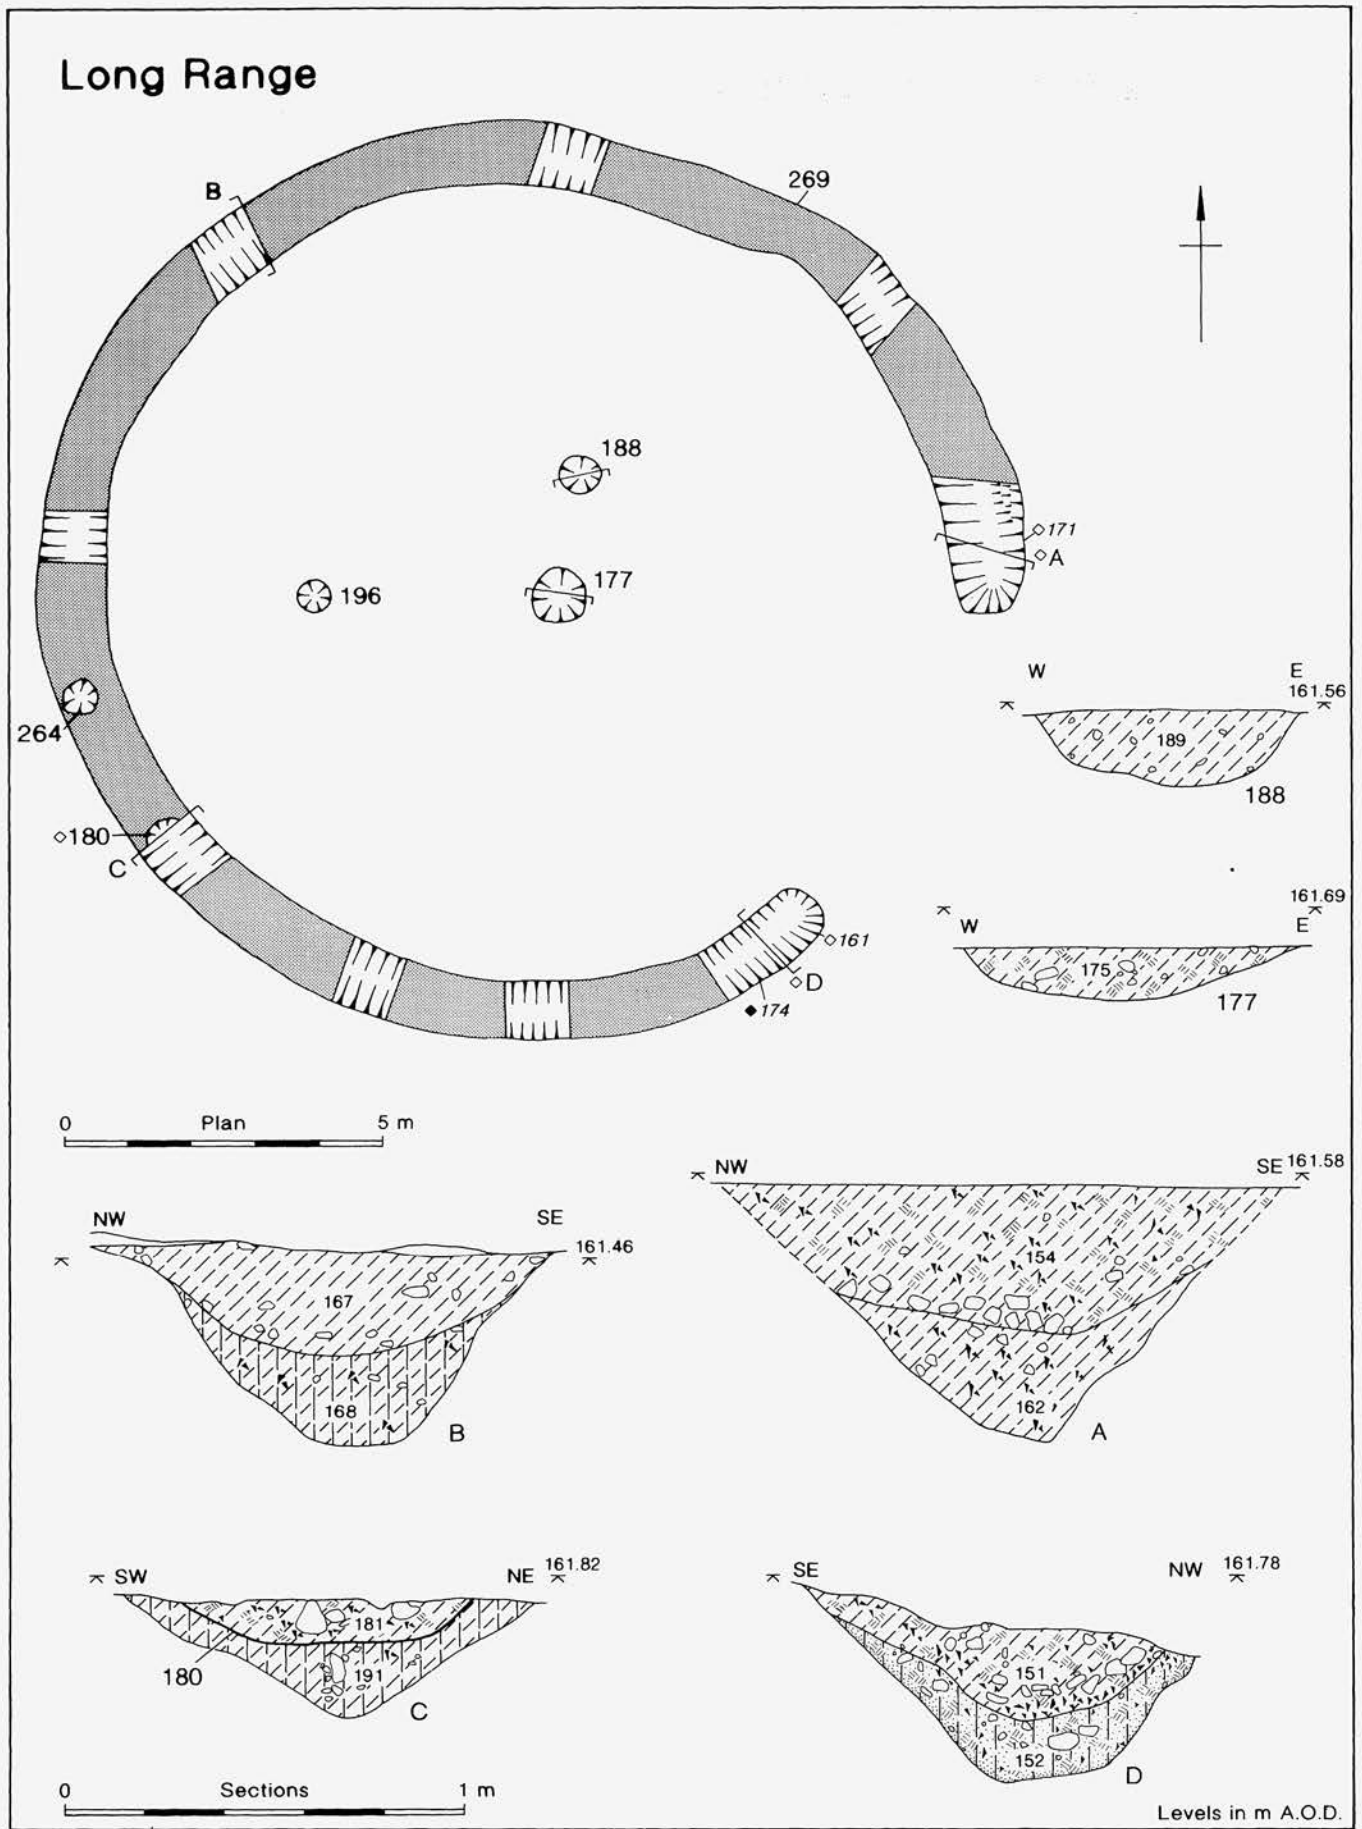 Long Range
B
269
188
◇171
◇A
177
196
W E
161.56
189
188
264
◇180
C
161.69
W E
175
177
◇161
◇D
◆174
0 Plan 5 m
NW SE 161.58
154
162
A
NW SE
161.46
167
168
B
SW NE 161.82
181
180
191
C
SE NW 161.78
151
152
D
0 Sections 1 m
Levels in m A.O.D.